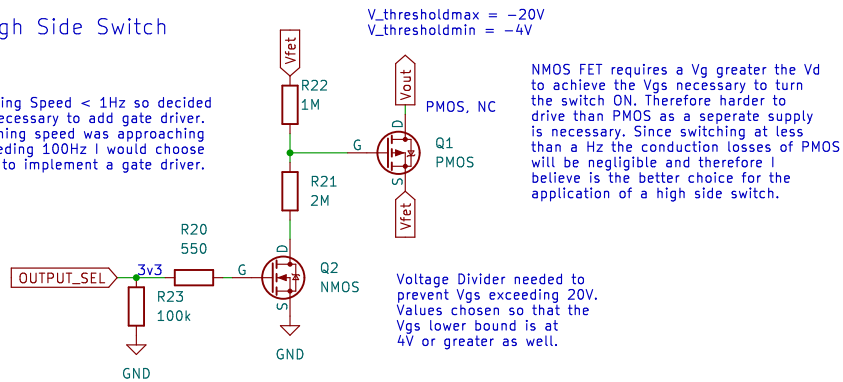 gh Side Switch
V_thresholdmax = -20V
V_thresholdmin = -4V
ing Speed < 1Hz so decided
ecessary to add gate driver.
hing speed was approaching
eding 100Hz I would choose
to implement a gate driver.
Vfet
R22
1M
Vout
PMOS, NC
D
G
S
Q1
PMOS
Vfet
NMOS FET requires a Vg greater the Vd
to achieve the Vgs necessary to turn
the switch ON. Therefore harder to
drive than PMOS as a seperate supply
is necessary. Since switching at less
than a Hz the conduction losses of PMOS
will be negligible and therefore I
believe is the better choice for the
application of a high side switch.
R21
2M
R20
550
OUTPUT_SEL
3v3
R23
100k
GND
D
G
S
Q2
NMOS
GND
Voltage Divider needed to
prevent Vgs exceeding 20V.
Values chosen so that the
Vgs lower bound is at
4V or greater as well.